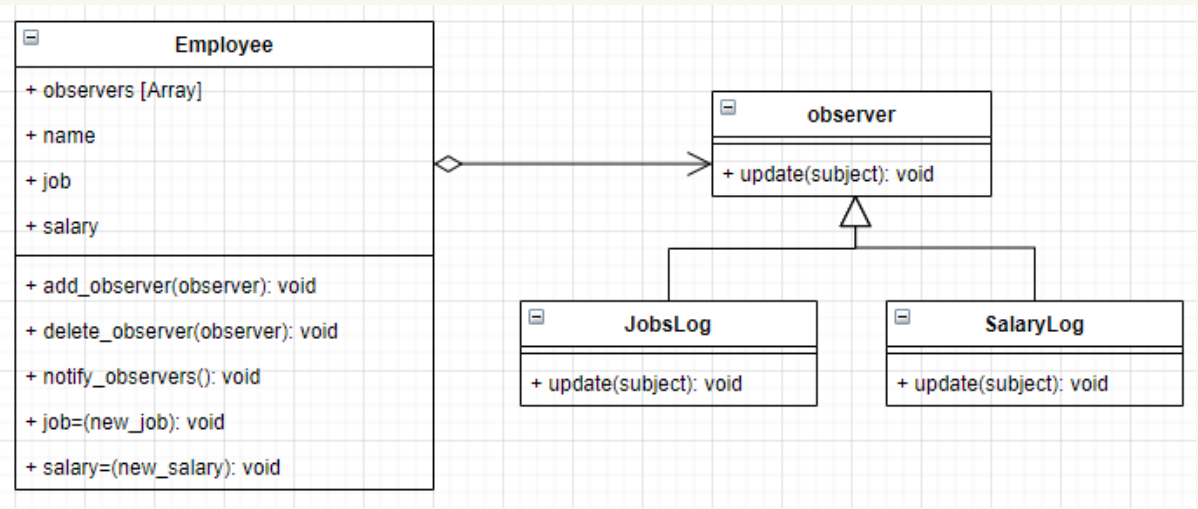 Employee
+ observers [Array]
+ name
+ job
+ salary
+ add_observer(observer): void
+ delete_observer(observer): void
+ notify_observers(): void
+ job=(new_job): void
+ salary=(new_salary): void
observer
+ update(subject): void
JobsLog
+ update(subject): void
SalaryLog
+ update(subject): void